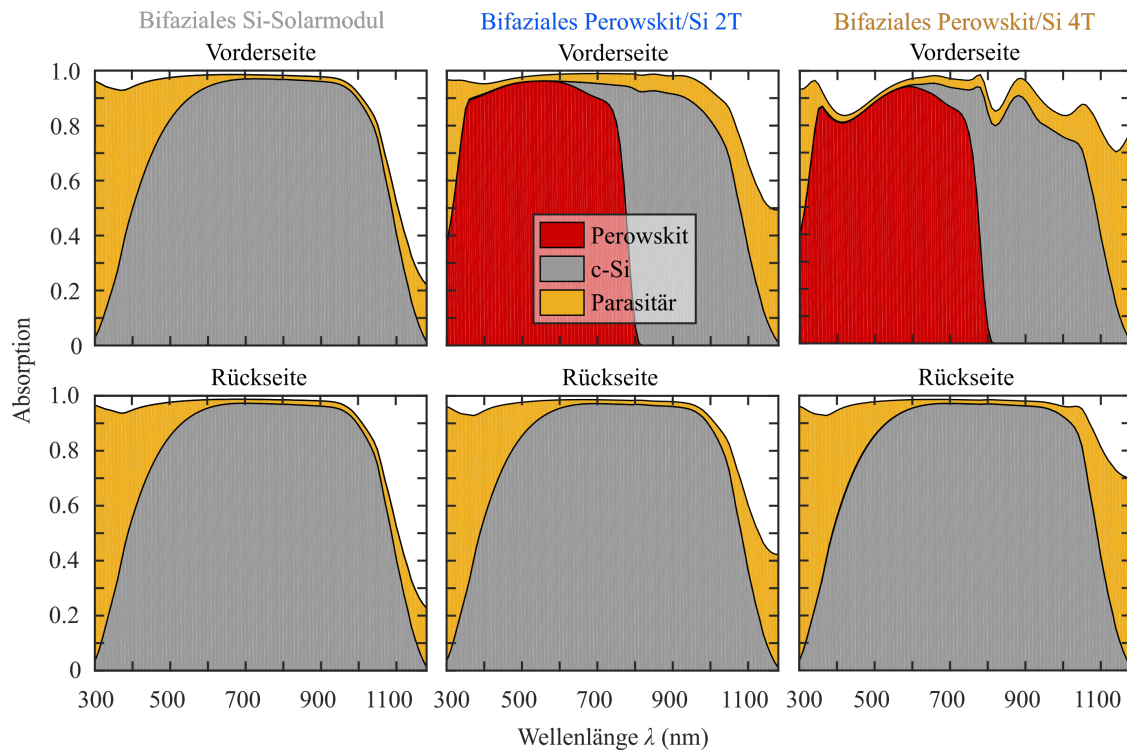 Bifaziales Si-Solarmodul
Bifaziales Perowskit/Si 2T
Bifaziales Perowskit/Si 4T
Vorderseite
Vorderseite
Vorderseite
1.0
0.8
0.6
0.4
0.2
0
Perowskit
c-Si
Parasitär
Absorption
Rückseite
Rückseite
Rückseite
1.0
0.8
0.6
0.4
0.2
0
300 500 700 900 1100
300 500 700 900 1100
300 500 700 900 1100
Wellenlänge λ (nm)